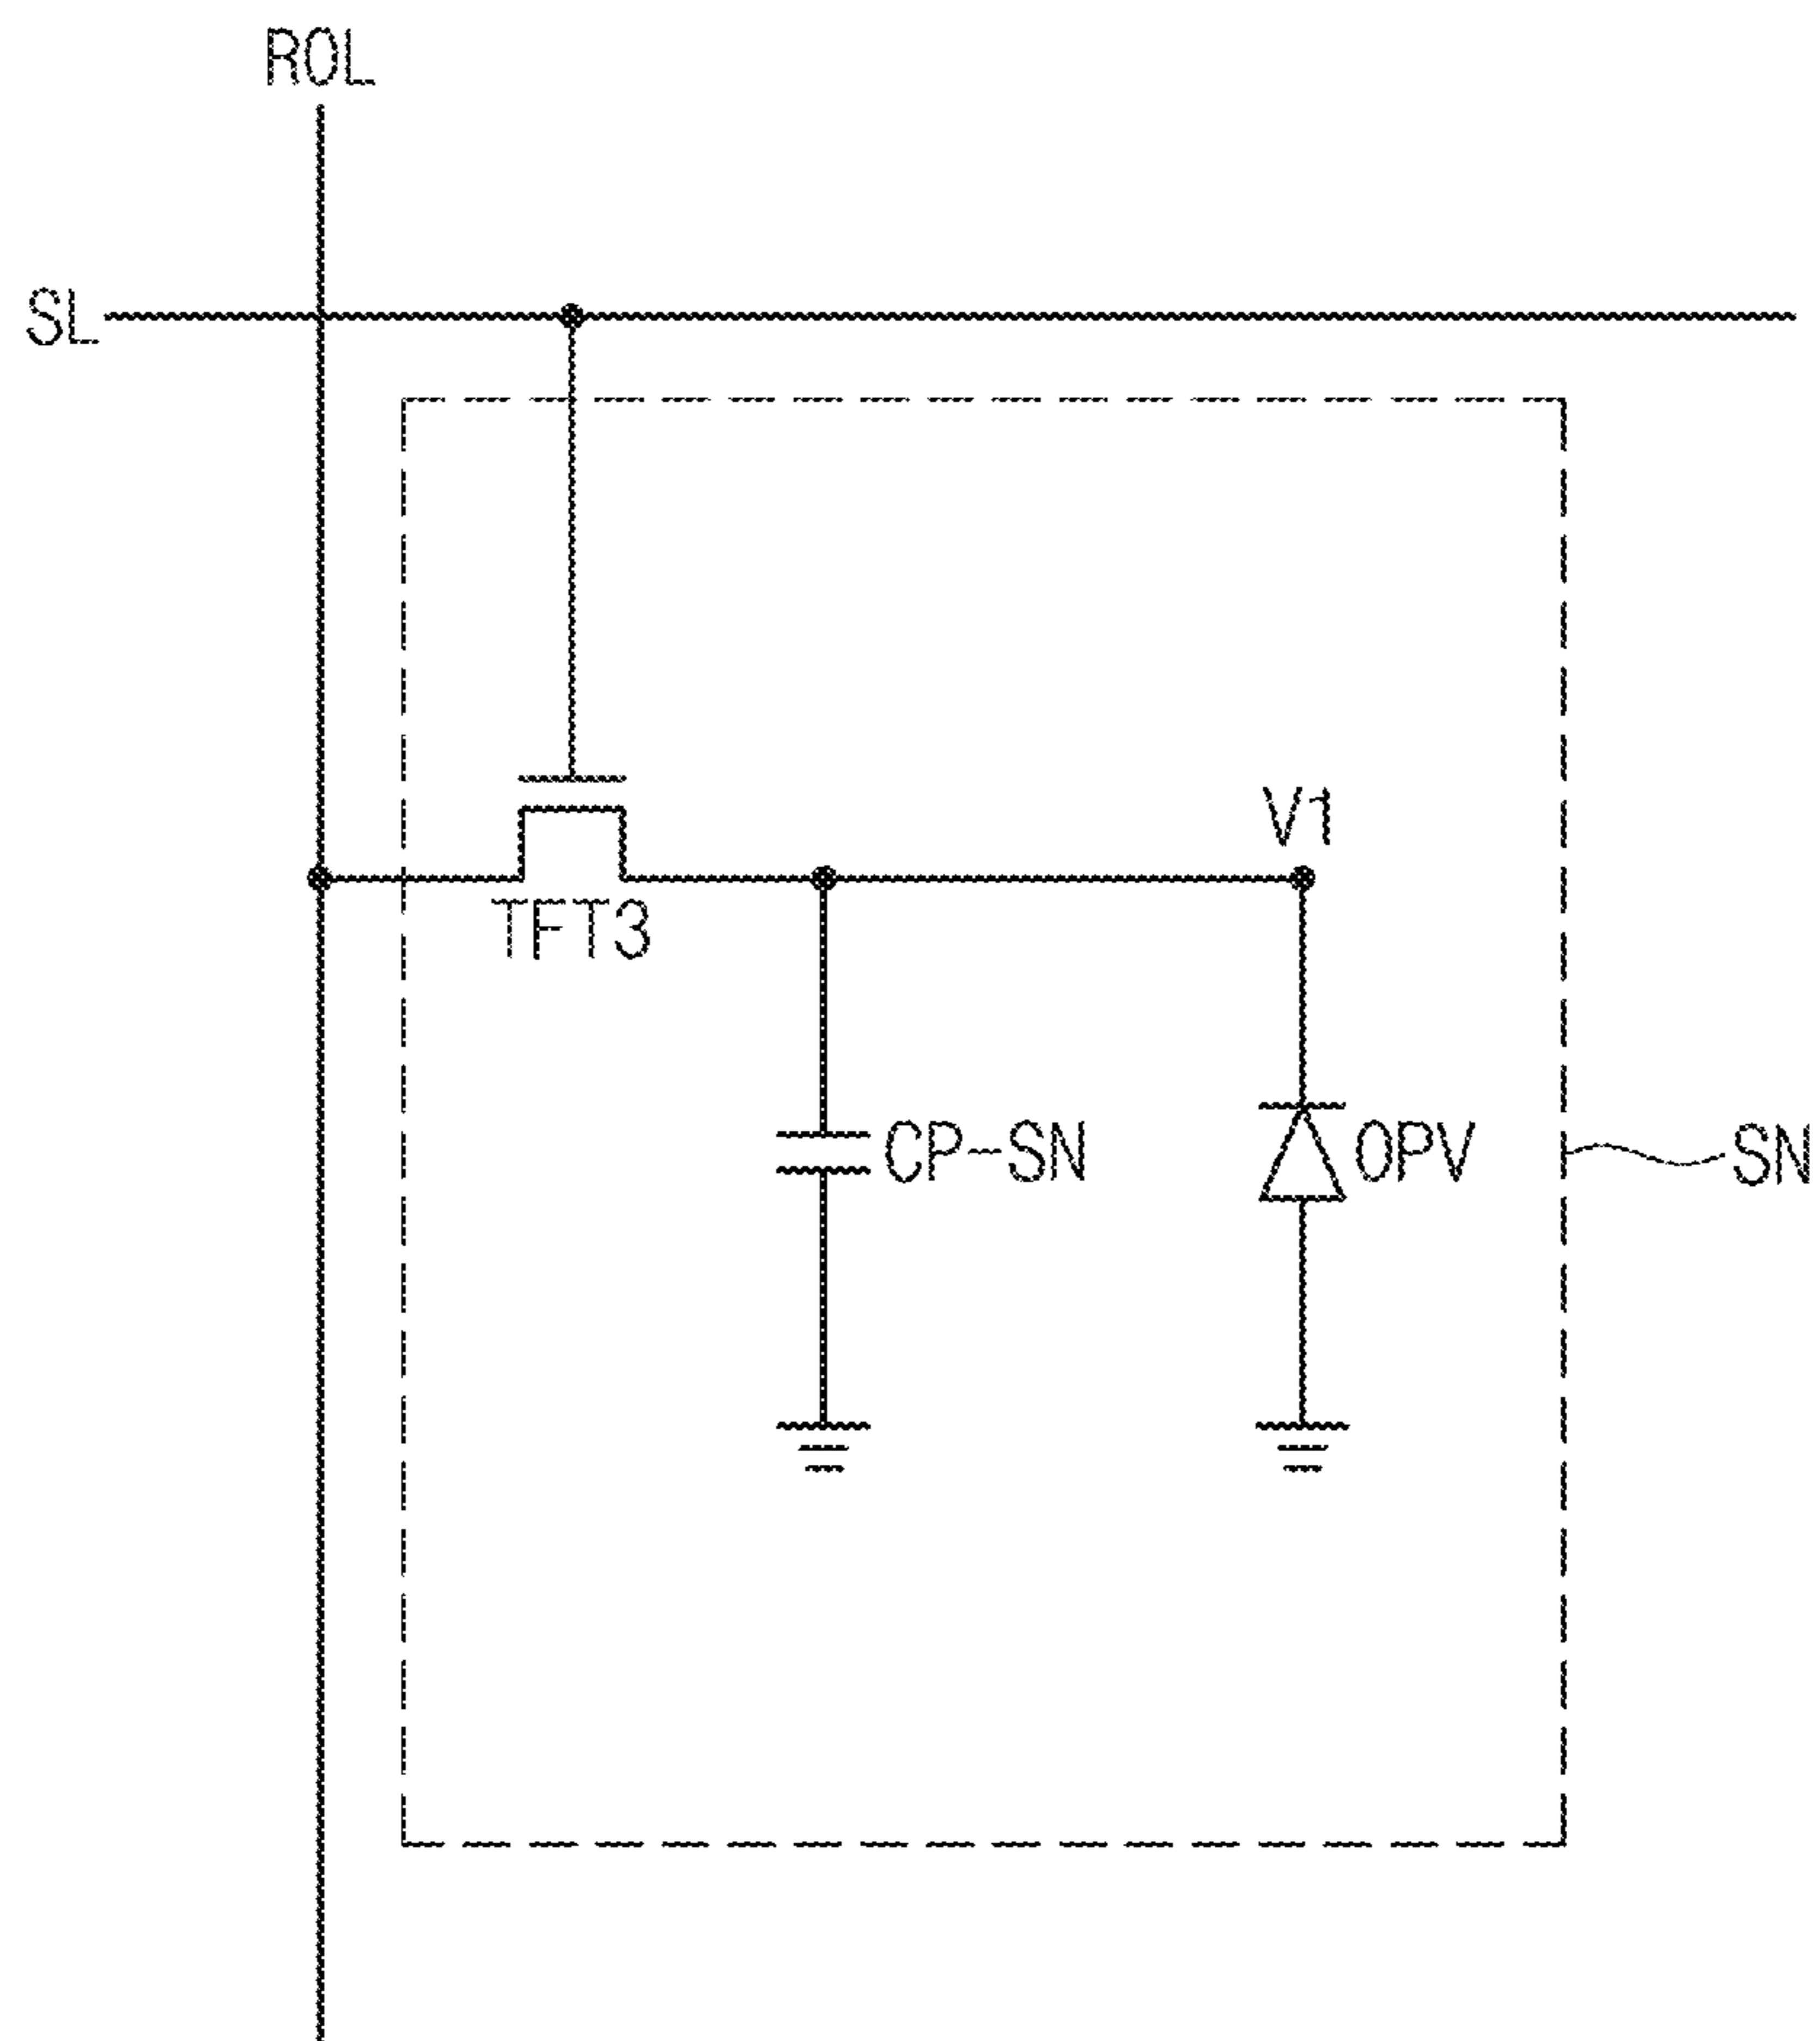 ROL
SL
V1
TFT3
CP-SN
OPV
SN